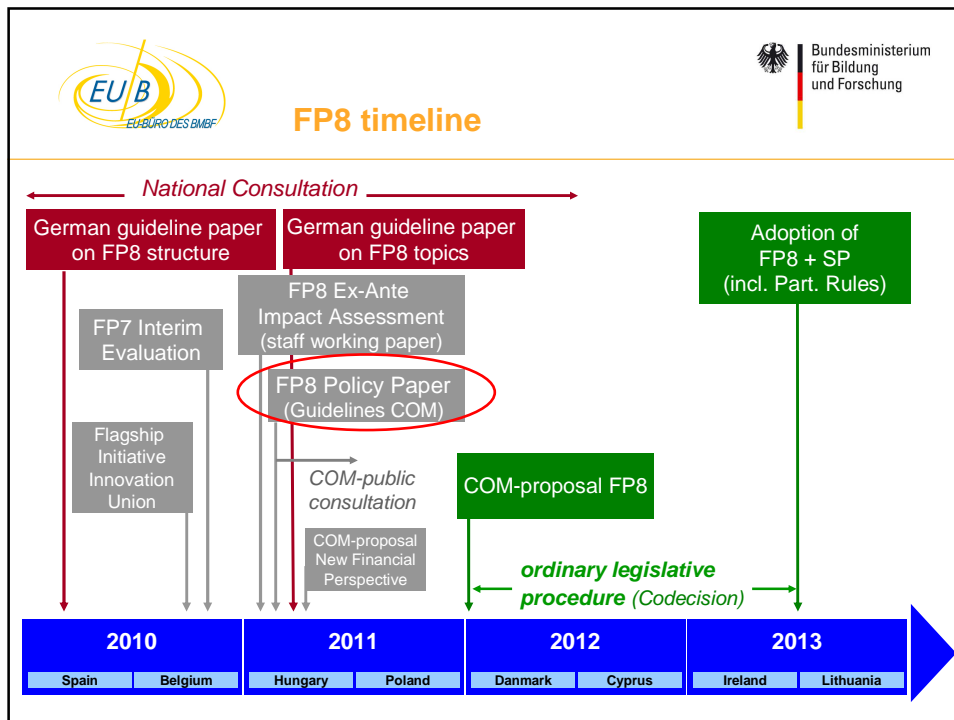 EU B
EU-BÜRO DES BMBF
Bundesministerium
für Bildung
und Forschung
FP8 timeline
National Consultation
German guideline paper
on FP8 structure
German guideline paper
on FP8 topics
Adoption of
FP8 + SP
(incl. Part. Rules)
FP8 Ex-Ante
Impact Assessment
(staff working paper)
FP7 Interim
Evaluation
FP8 Policy Paper
(Guidelines COM)
Flagship
Initiative
Innovation
Union
COM-public
consultation
COM-proposal FP8
COM-proposal
New Financial
Perspective
ordinary legislative
procedure (Codecision)
2010
2011
2012
2013
Spain
Belgium
Hungary
Poland
Danmark
Cyprus
Ireland
Lithuania